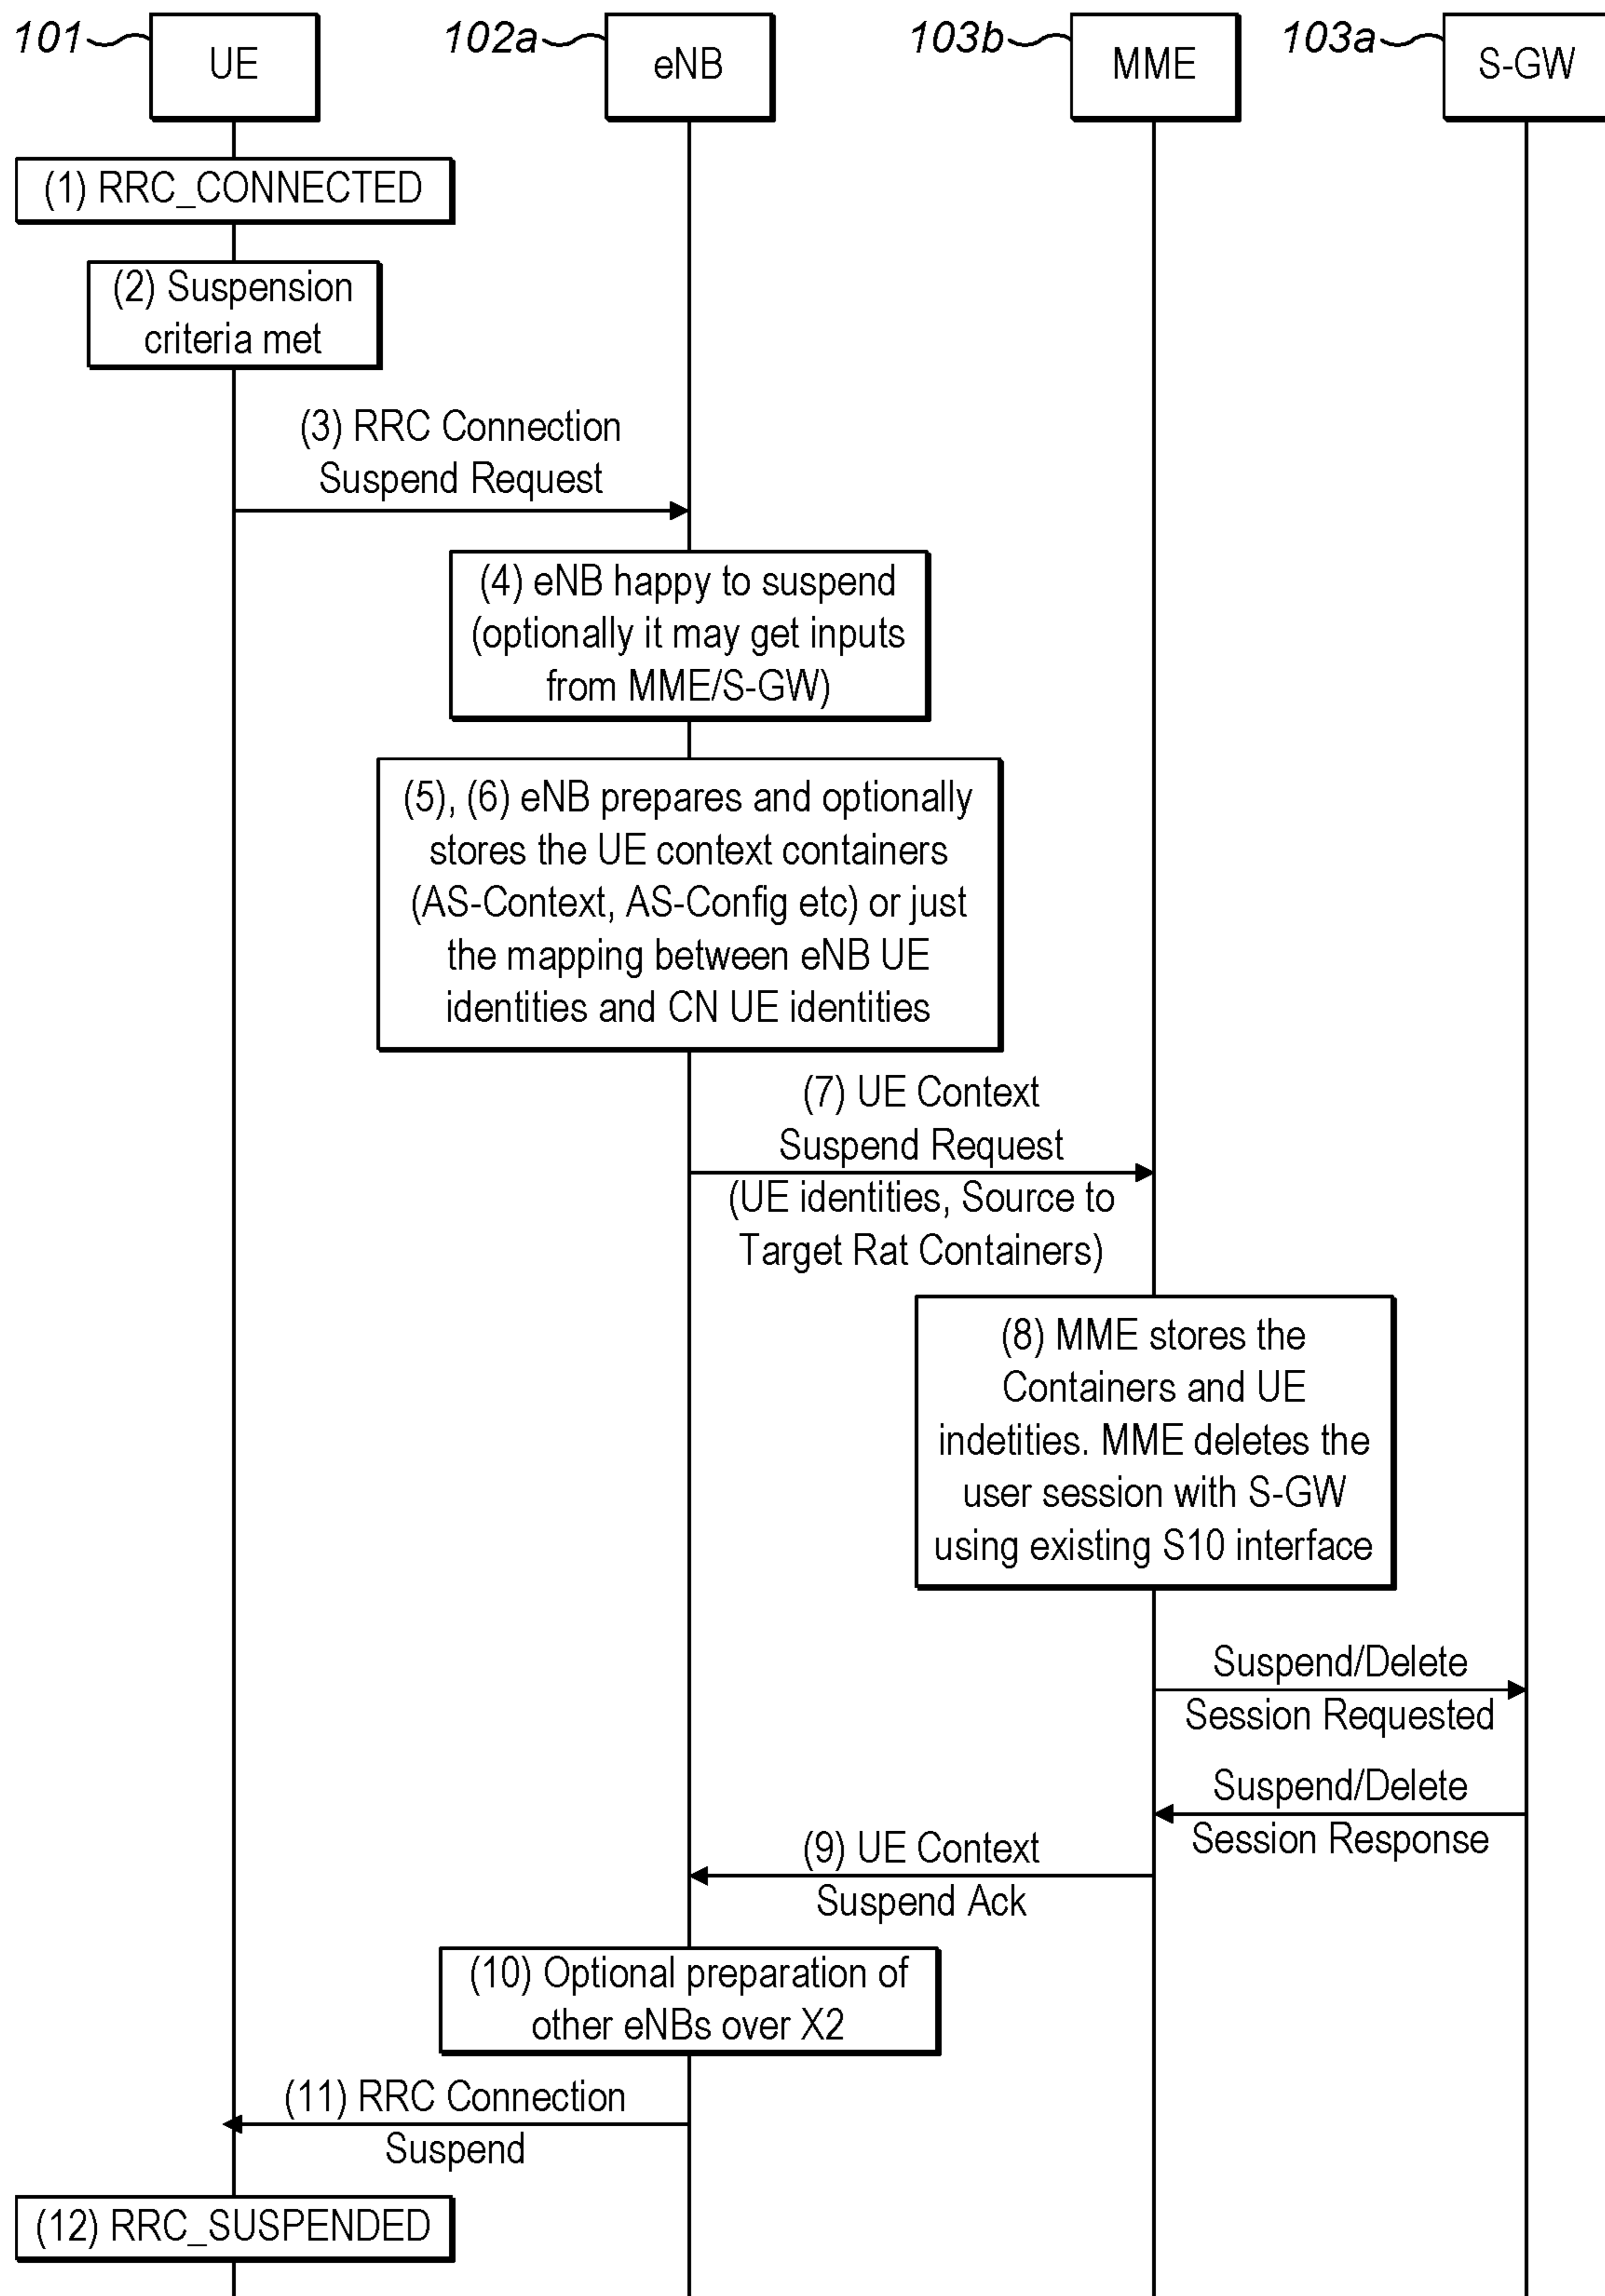 101
UE
102a
eNB
103b
MME
103a
S-GW
(1) RRC_CONNECTED
(2) Suspension
criteria met
(3) RRC Connection
Suspend Request
(4) eNB happy to suspend
(optionally it may get inputs
from MME/S-GW)
(5), (6) eNB prepares and optionally
stores the UE context containers
(AS-Context, AS-Config etc) or just
the mapping between eNB UE
identities and CN UE identities
(7) UE Context
Suspend Request
(UE identities, Source to
Target Rat Containers)
(8) MME stores the
Containers and UE
indetities. MME deletes the
user session with S-GW
using existing S10 interface
Suspend/Delete
Session Requested
Suspend/Delete
Session Response
(9) UE Context
Suspend Ack
(10) Optional preparation of
other eNBs over X2
(11) RRC Connection
Suspend
(12) RRC_SUSPENDED